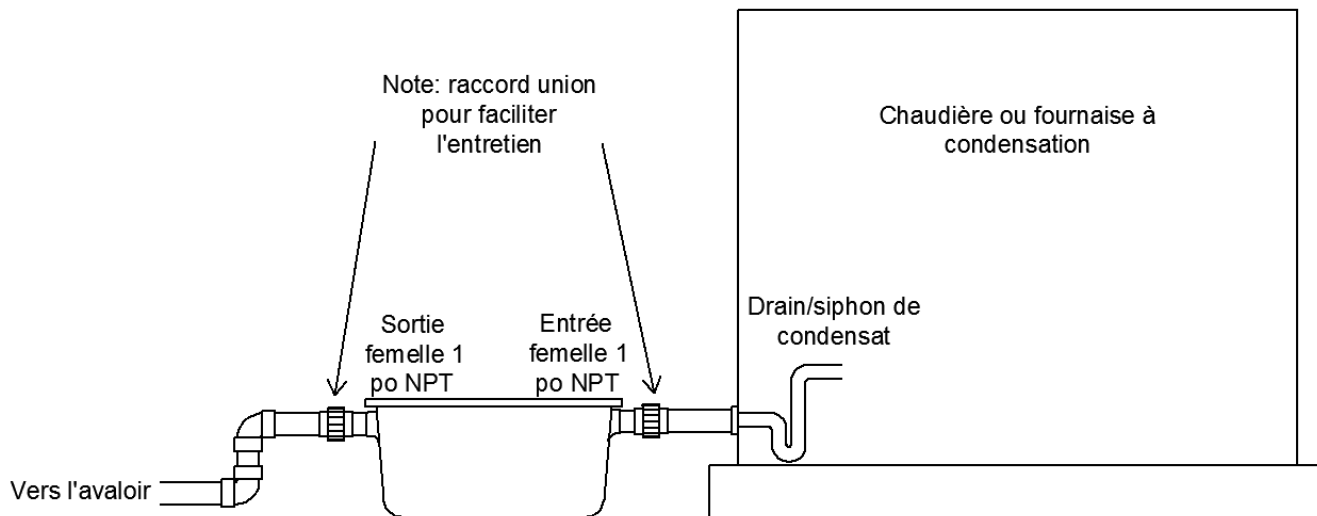 Note: raccord union
pour faciliter
l'entretien
Chaudière ou fournaise à
condensation
Drain/siphon de
condensat
Sortie
femelle 1
po NPT
Entrée
femelle 1
po NPT
Vers l'avaloir